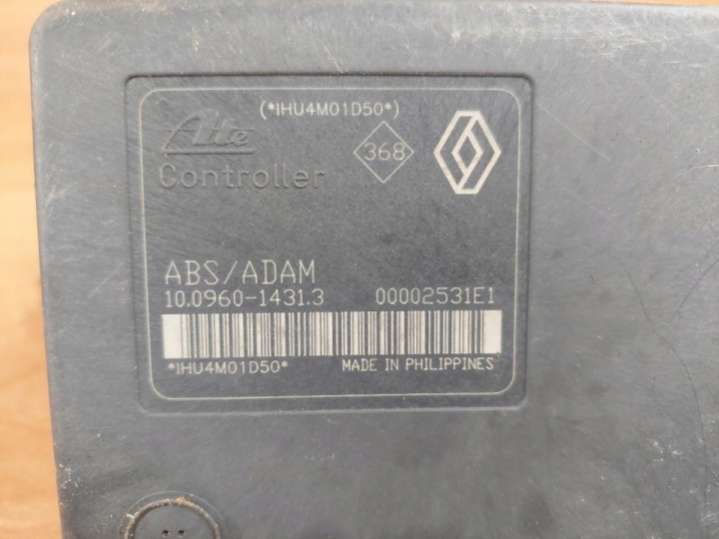 (*IHU4M01D50*)
Ate
368
Controller
ABS/ADAM
10.0960-1431.3 00002531E1
*IHU4M01D50* MADE IN PHILIPPINES